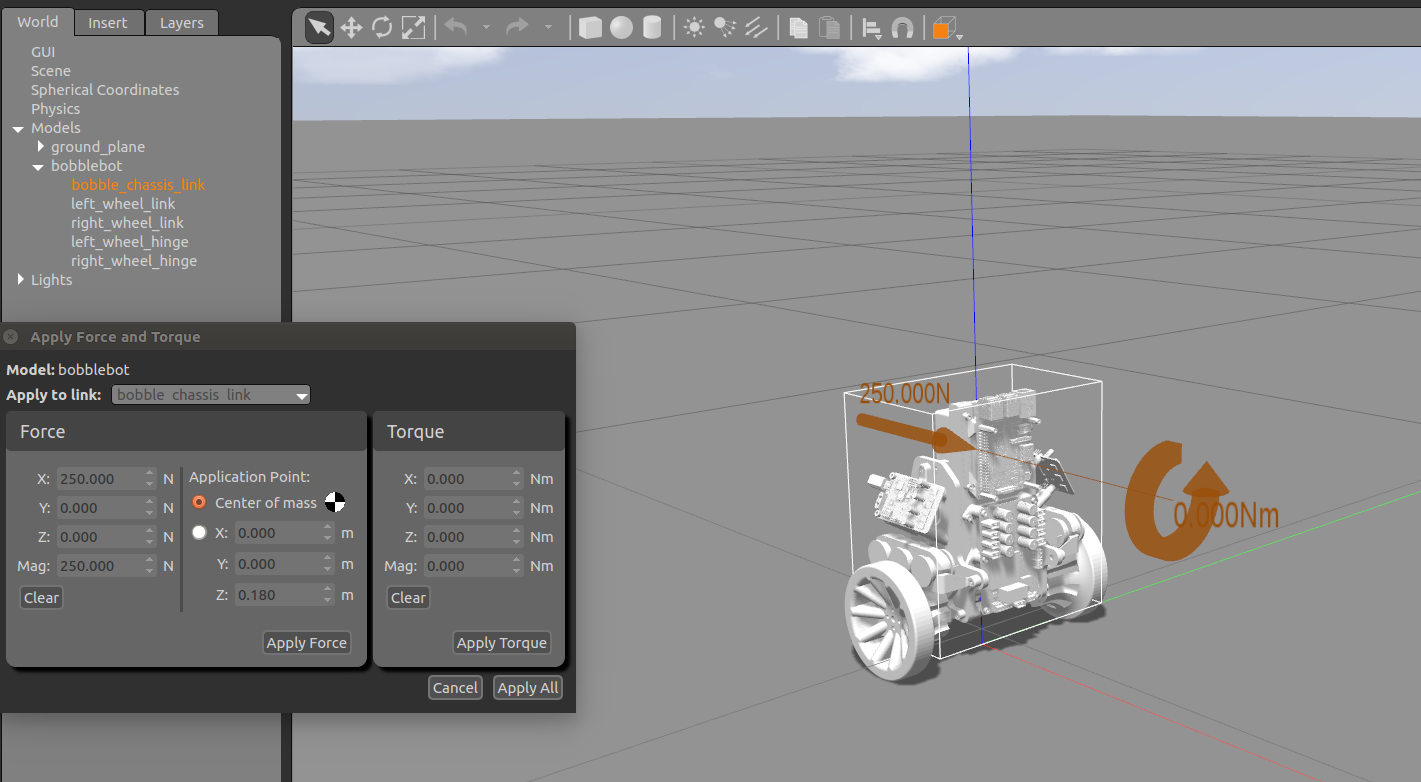 World Insert Layers
GUI
Scene
Spherical Coordinates
Physics
Models
ground_plane
bobblebot
bobble_chassis_link
left_wheel_link
right_wheel_link
left_wheel_hinge
right_wheel_hinge
Lights
Apply Force and Torque
Model: bobblebot
Apply to link: bobble_chassis_link
Force
X: 250.000 N
Y: 0.000 N
Z: 0.000 N
Mag: 250.000 N
Clear
Application Point:
Center of mass
X: 0.000 m
Y: 0.000 m
Z: 0.180 m
Apply Force
Torque
X: 0.000 Nm
Y: 0.000 Nm
Z: 0.000 Nm
Mag: 0.000 Nm
Clear
Apply Torque
Cancel Apply All
250.000N
0.000Nm